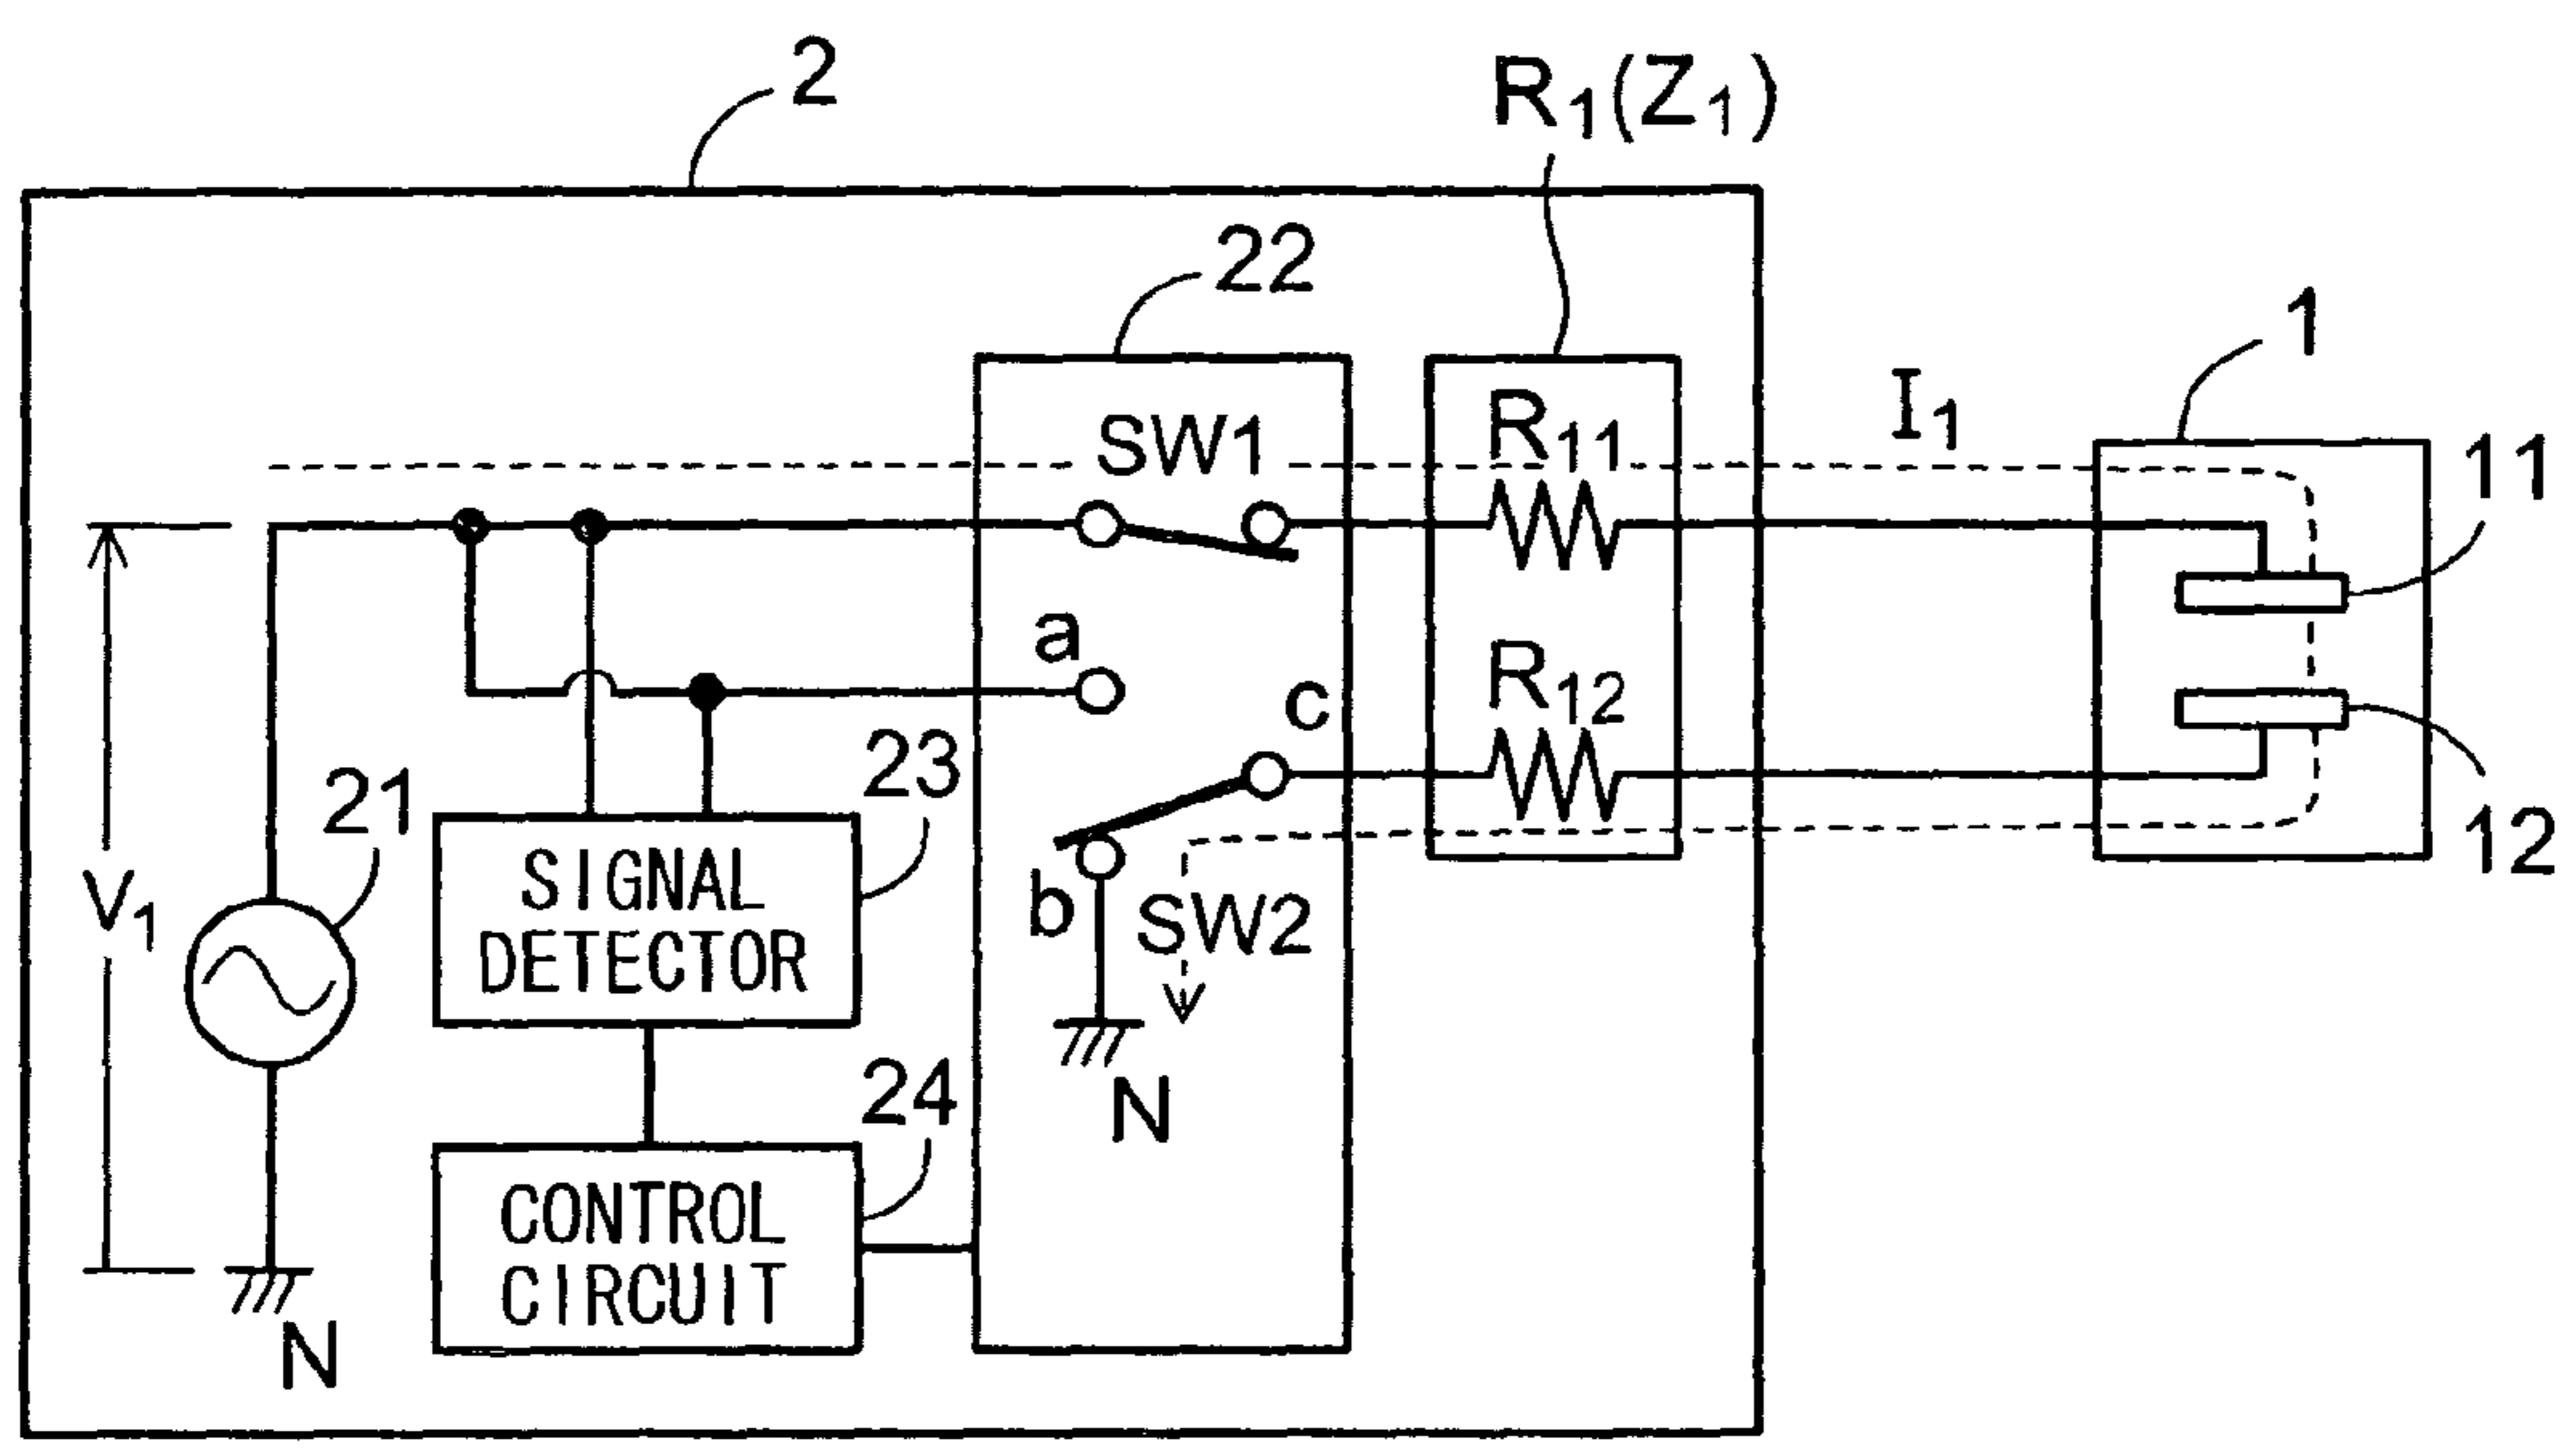 2
R₁(Z₁)
22
1
SW1
R₁₁
I₁
11
a
R₁₂
c
23
21
SIGNAL
DETECTOR
V₁
b
SW2
12
N
24
CONTROL
CIRCUIT
N